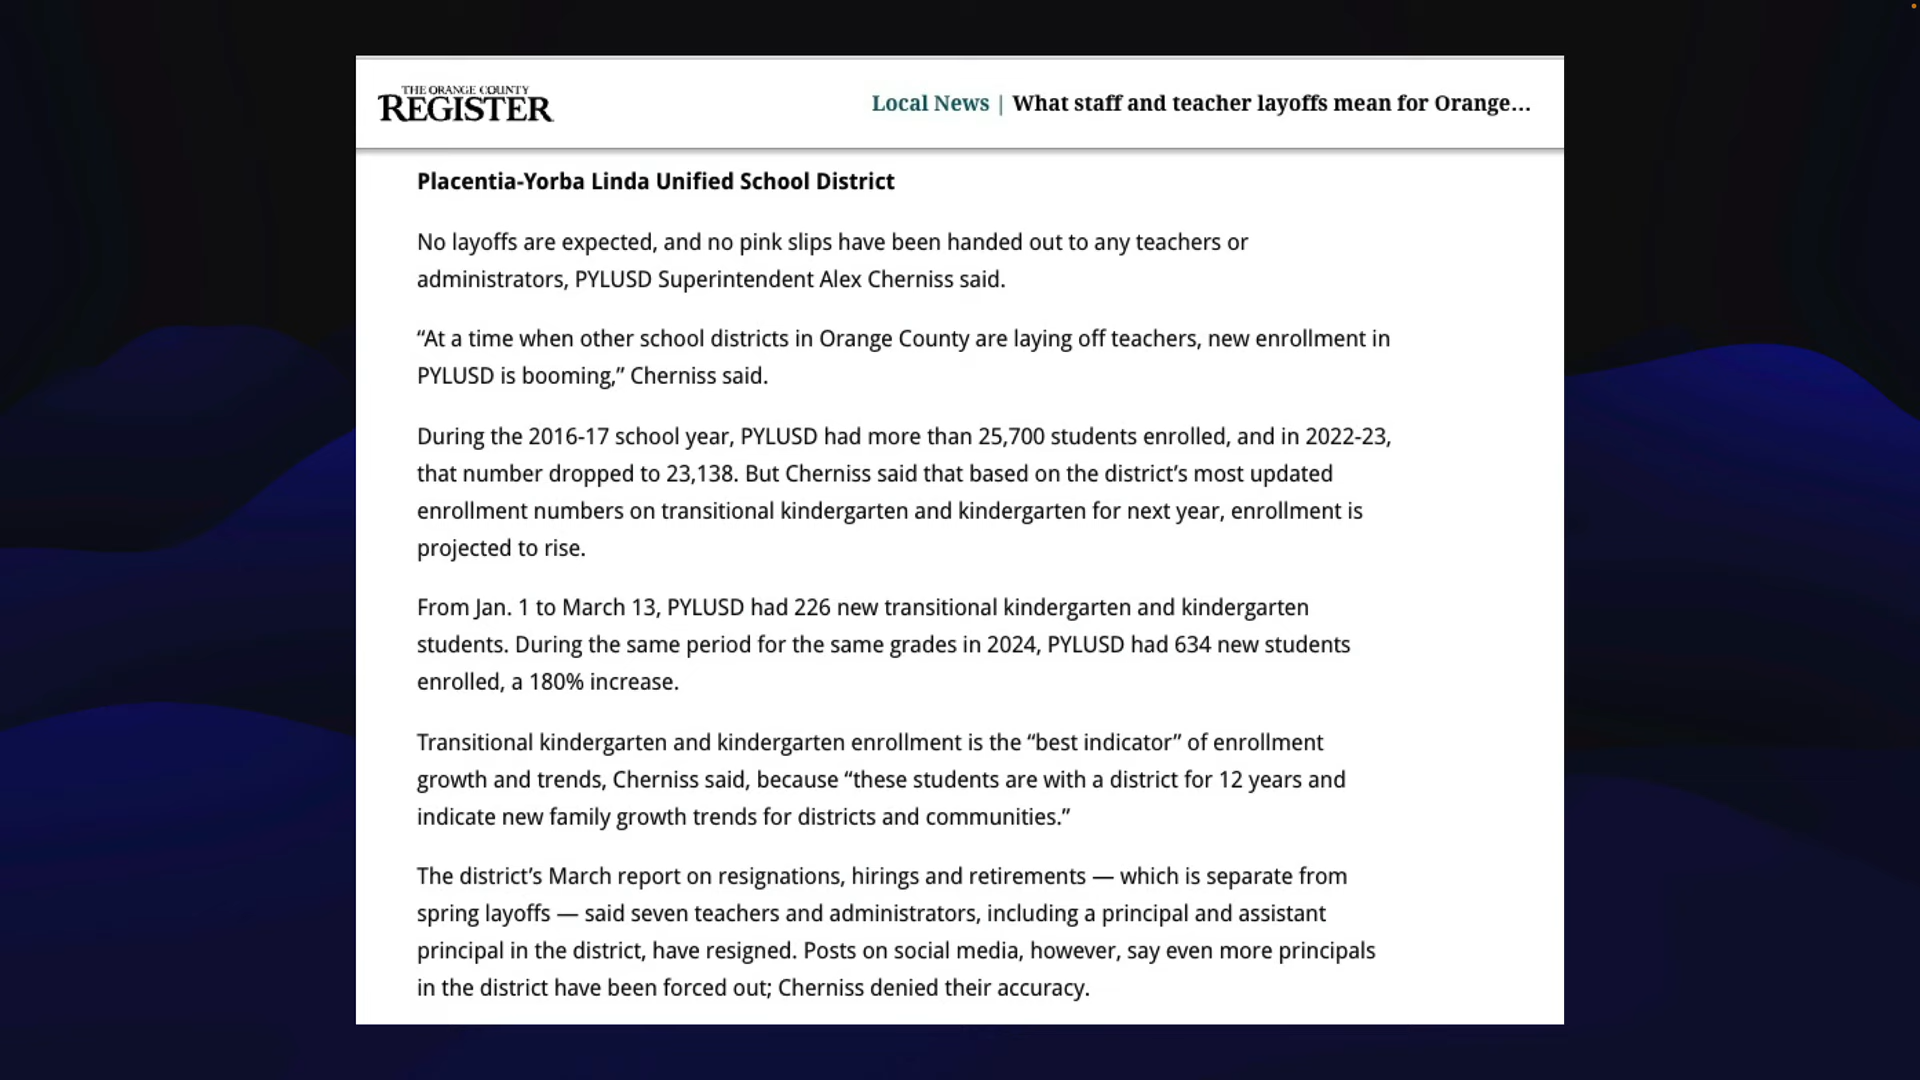 THE ORANGE COUNTY
REGISTER
Local News | What staff and teacher layoffs mean for Orange...
Placentia-Yorba Linda Unified School District
No layoffs are expected, and no pink slips have been handed out to any teachers or
administrators, PYLUSD Superintendent Alex Cherniss said.
“At a time when other school districts in Orange County are laying off teachers, new enrollment in
PYLUSD is booming,” Cherniss said.
During the 2016-17 school year, PYLUSD had more than 25,700 students enrolled, and in 2022-23,
that number dropped to 23,138. But Cherniss said that based on the district’s most updated
enrollment numbers on transitional kindergarten and kindergarten for next year, enrollment is
projected to rise.
From Jan. 1 to March 13, PYLUSD had 226 new transitional kindergarten and kindergarten
students. During the same period for the same grades in 2024, PYLUSD had 634 new students
enrolled, a 180% increase.
Transitional kindergarten and kindergarten enrollment is the “best indicator” of enrollment
growth and trends, Cherniss said, because “these students are with a district for 12 years and
indicate new family growth trends for districts and communities.”
The district’s March report on resignations, hirings and retirements — which is separate from
spring layoffs — said seven teachers and administrators, including a principal and assistant
principal in the district, have resigned. Posts on social media, however, say even more principals
in the district have been forced out; Cherniss denied their accuracy.